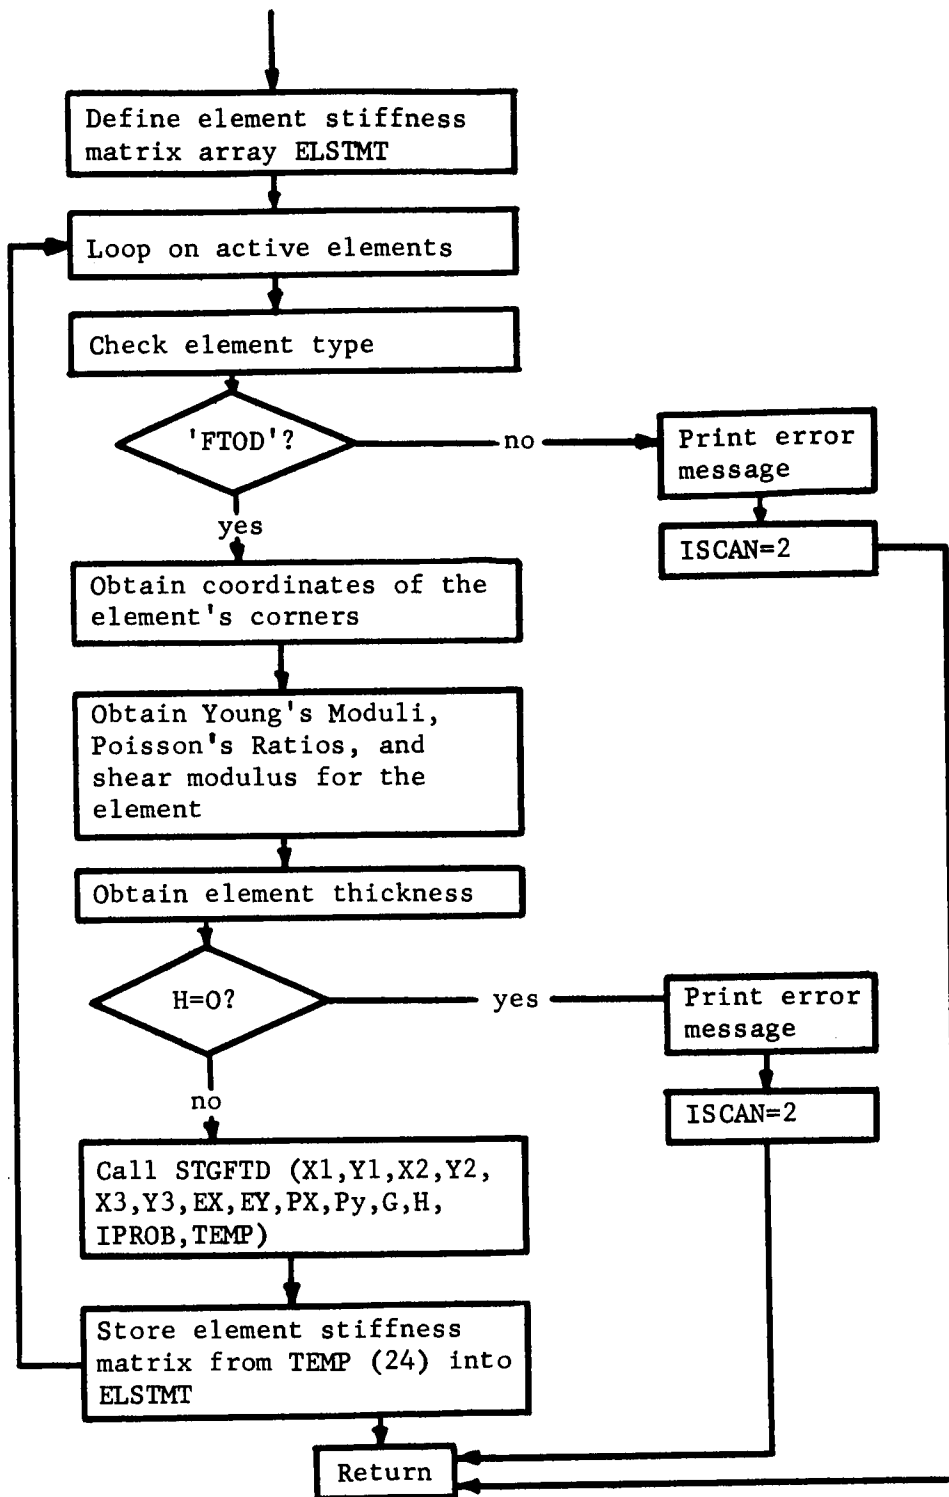 Define element stiffness
matrix array ELSTMT
Loop on active elements
Check element type
'FTOD'?
no
Print error
message
yes
ISCAN=2
Obtain coordinates of the
element's corners
Obtain Young's Moduli,
Poisson's Ratios, and
shear modulus for the
element
Obtain element thickness
H=O?
yes
Print error
message
no
ISCAN=2
Call STGFTD (X1,Y1,X2,Y2,
X3,Y3,EX,EY,PX,Py,G,H,
IPROB,TEMP)
Store element stiffness
matrix from TEMP (24) into
ELSTMT
Return